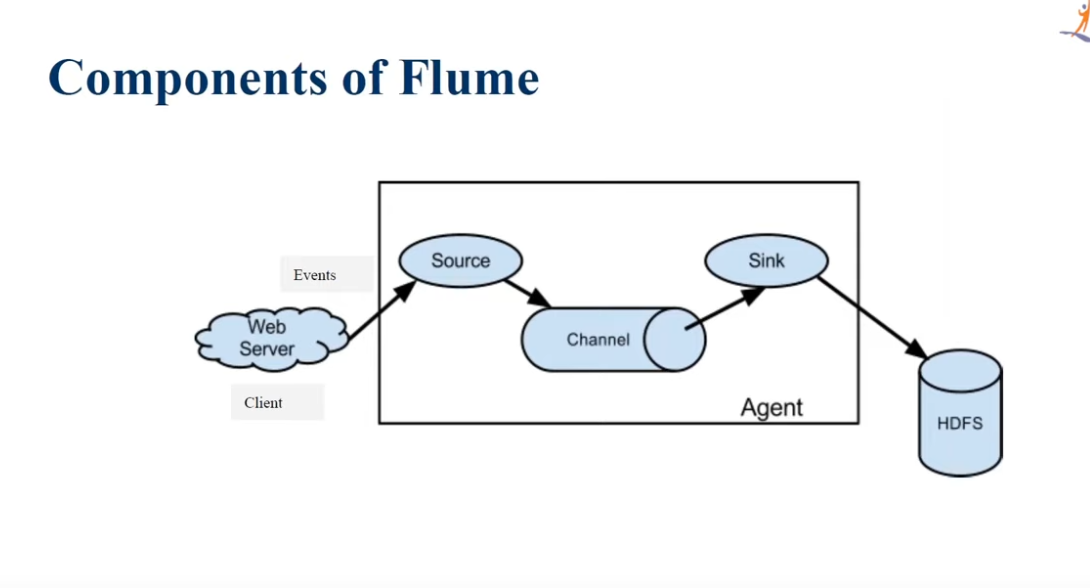 Components of Flume
Events
Source
Sink
Web
Server
Channel
Client
Agent
HDFS